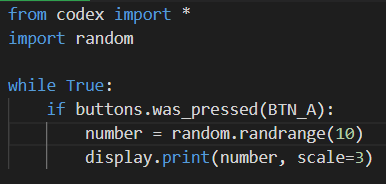 from codex import *
import random
while True:
    if buttons.was_pressed(BTN_A):
        number = random.randrange(10)
        display.print(number, scale=3)